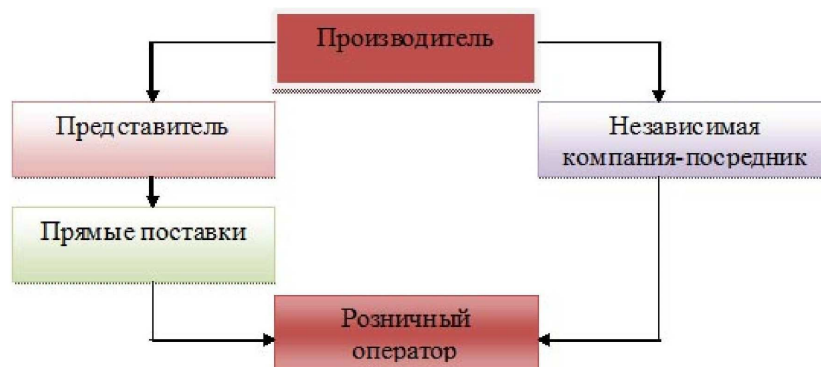 Производитель
Представитель
Независимая
компания-посредник
Прямые поставки
Розничный
оператор